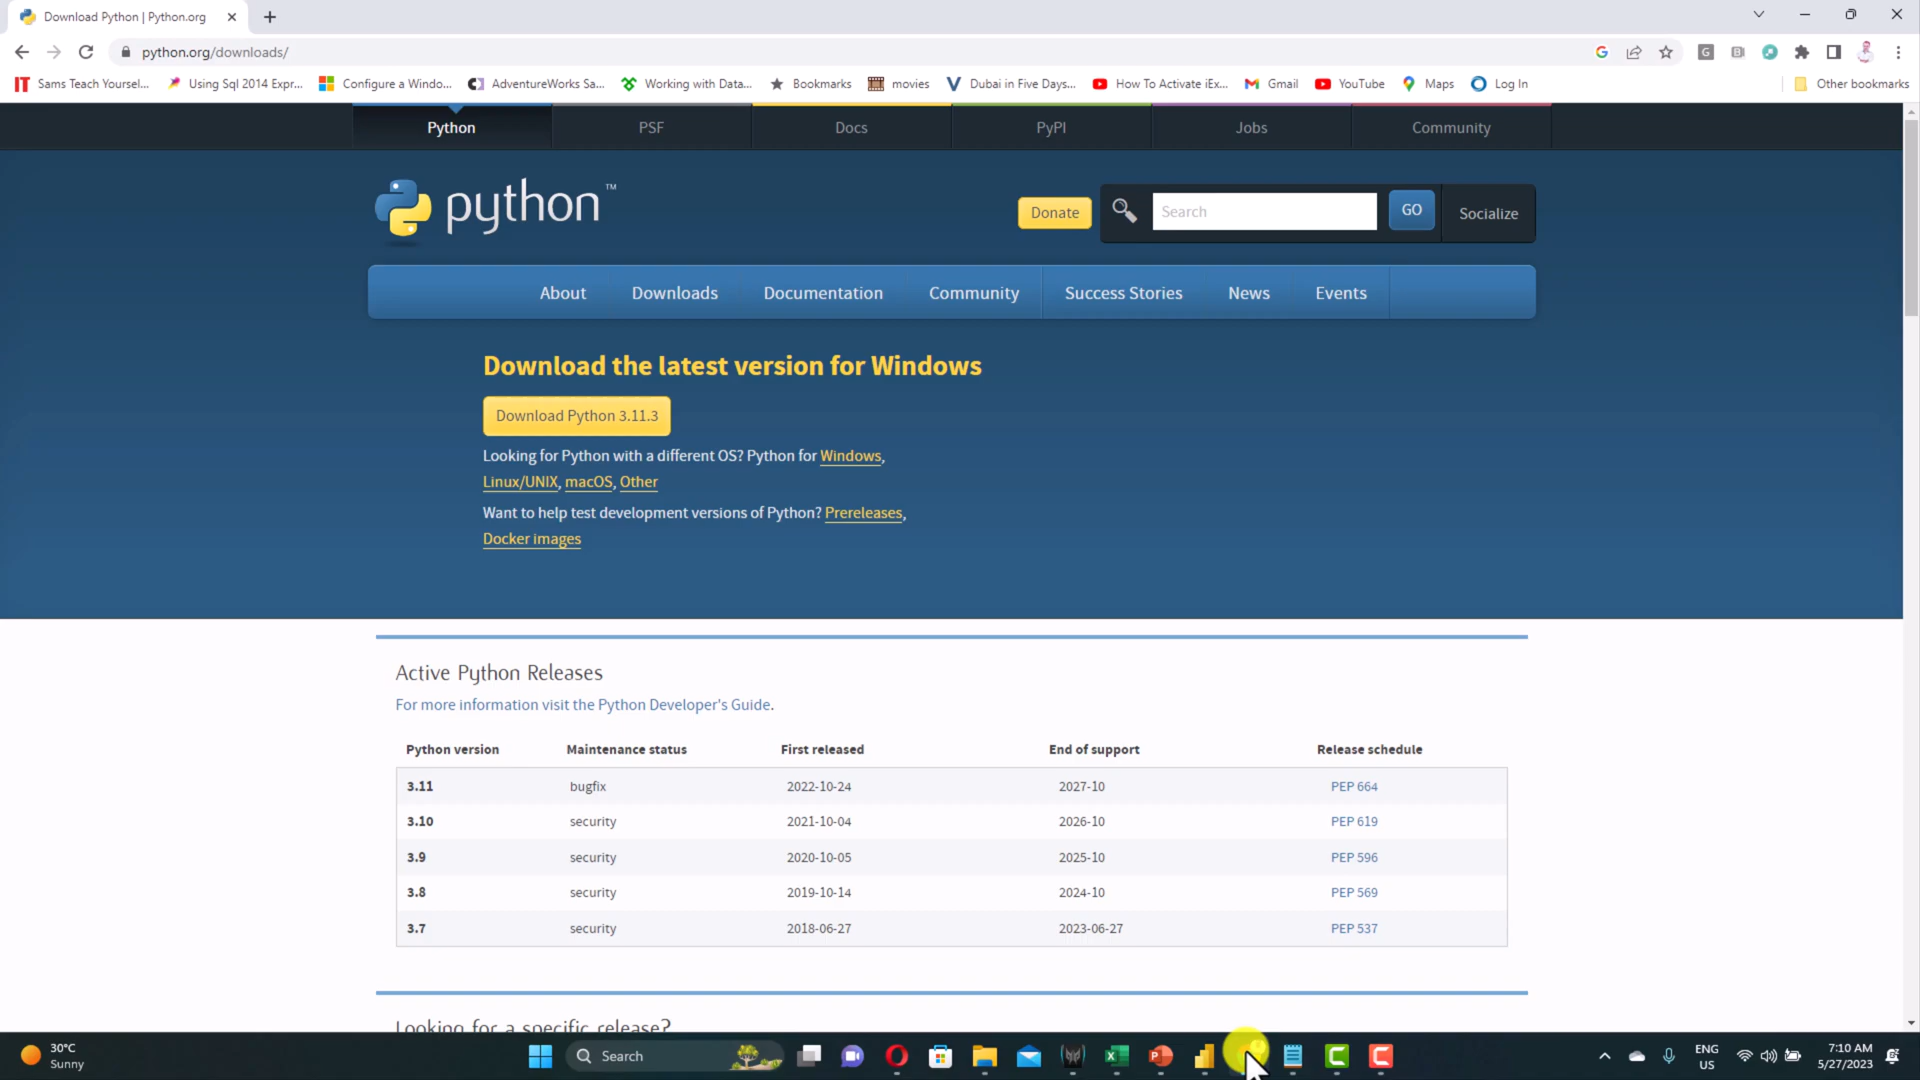 Download Python | Python.org
python.org/downloads/
Sams Teach Yoursel... Using Sql 2014 Expr... Configure a Windo... AdventureWorks Sa... Working with Data... Bookmarks movies Dubai in Five Days... How To Activate iEx... Gmail YouTube Maps Log In Other bookmarks
Python PSF Docs PyPI Jobs Community
python™
Donate Search GO Socialize
About Downloads Documentation Community Success Stories News Events
Download the latest version for Windows
Download Python 3.11.3
Looking for Python with a different OS? Python for Windows,
Linux/UNIX, macOS, Other
Want to help test development versions of Python? Prereleases,
Docker images
Active Python Releases
For more information visit the Python Developer's Guide.
Python version Maintenance status First released End of support Release schedule
3.11 bugfix 2022-10-24 2027-10 PEP 664
3.10 security 2021-10-04 2026-10 PEP 619
3.9 security 2020-10-05 2025-10 PEP 596
3.8 security 2019-10-14 2024-10 PEP 569
3.7 security 2018-06-27 2023-06-27 PEP 537
Looking for a specific release?
30°C
Sunny
Search
ENG
US
7:10 AM
5/27/2023